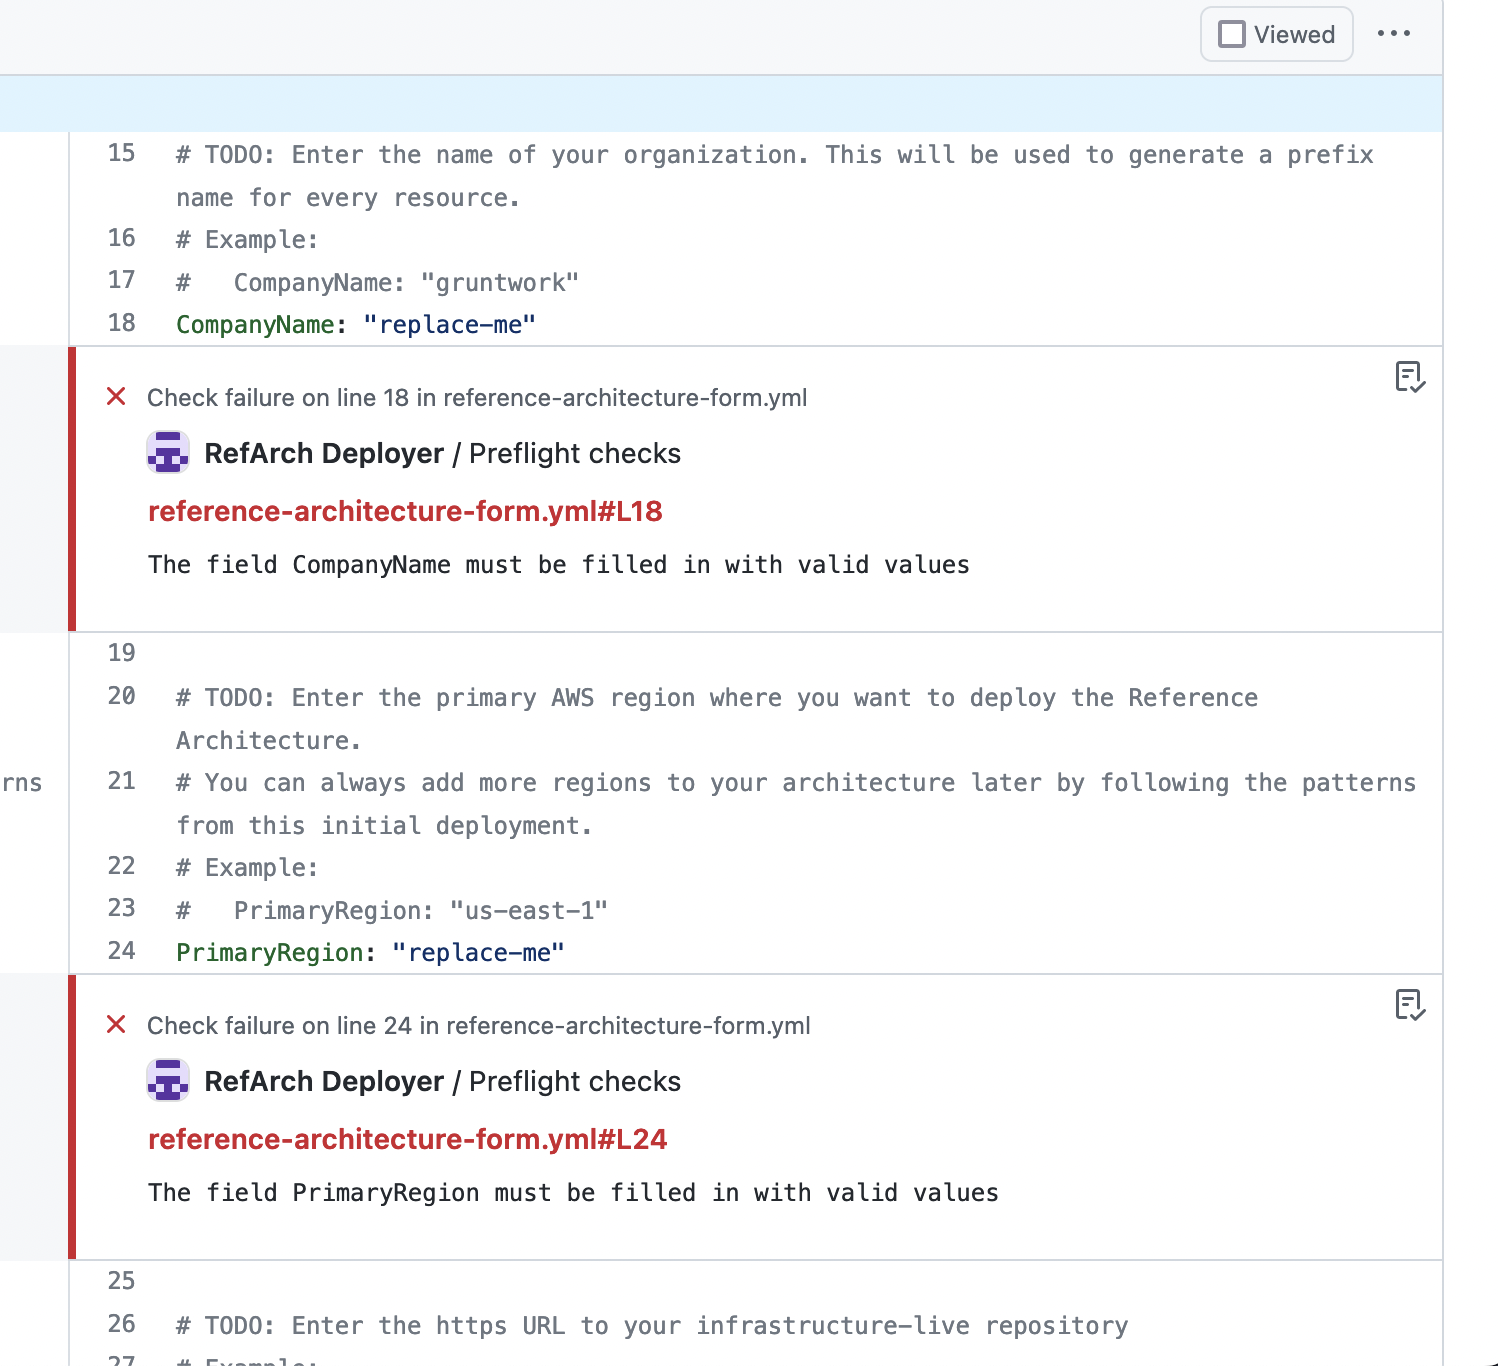 Viewed
15 # TODO: Enter the name of your organization. This will be used to generate a prefix
name for every resource.
16 # Example:
17 #   CompanyName: "gruntwork"
18 CompanyName: "replace-me"
Check failure on line 18 in reference-architecture-form.yml
RefArch Deployer / Preflight checks
reference-architecture-form.yml#L18
The field CompanyName must be filled in with valid values
19
20 # TODO: Enter the primary AWS region where you want to deploy the Reference
Architecture.
rns 21 # You can always add more regions to your architecture later by following the patterns
from this initial deployment.
22 # Example:
23 #   PrimaryRegion: "us-east-1"
24 PrimaryRegion: "replace-me"
Check failure on line 24 in reference-architecture-form.yml
RefArch Deployer / Preflight checks
reference-architecture-form.yml#L24
The field PrimaryRegion must be filled in with valid values
25
26 # TODO: Enter the https URL to your infrastructure-live repository
27 # Example: